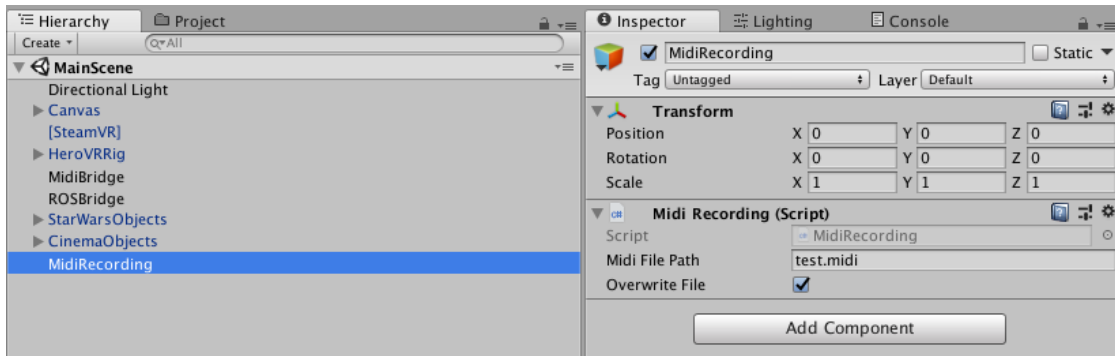 Hierarchy
Project
Create
All
MainScene
Directional Light
Canvas
[SteamVR]
HeroVRRig
MidiBridge
ROSBridge
StarWarsObjects
CinemaObjects
MidiRecording
Inspector
Lighting
Console
MidiRecording
Static
Tag Untagged
Layer Default
Transform
Position X 0 Y 0 Z 0
Rotation X 0 Y 0 Z 0
Scale X 1 Y 1 Z 1
C# Midi Recording (Script)
Script MidiRecording
Midi File Path test.midi
Overwrite File
Add Component